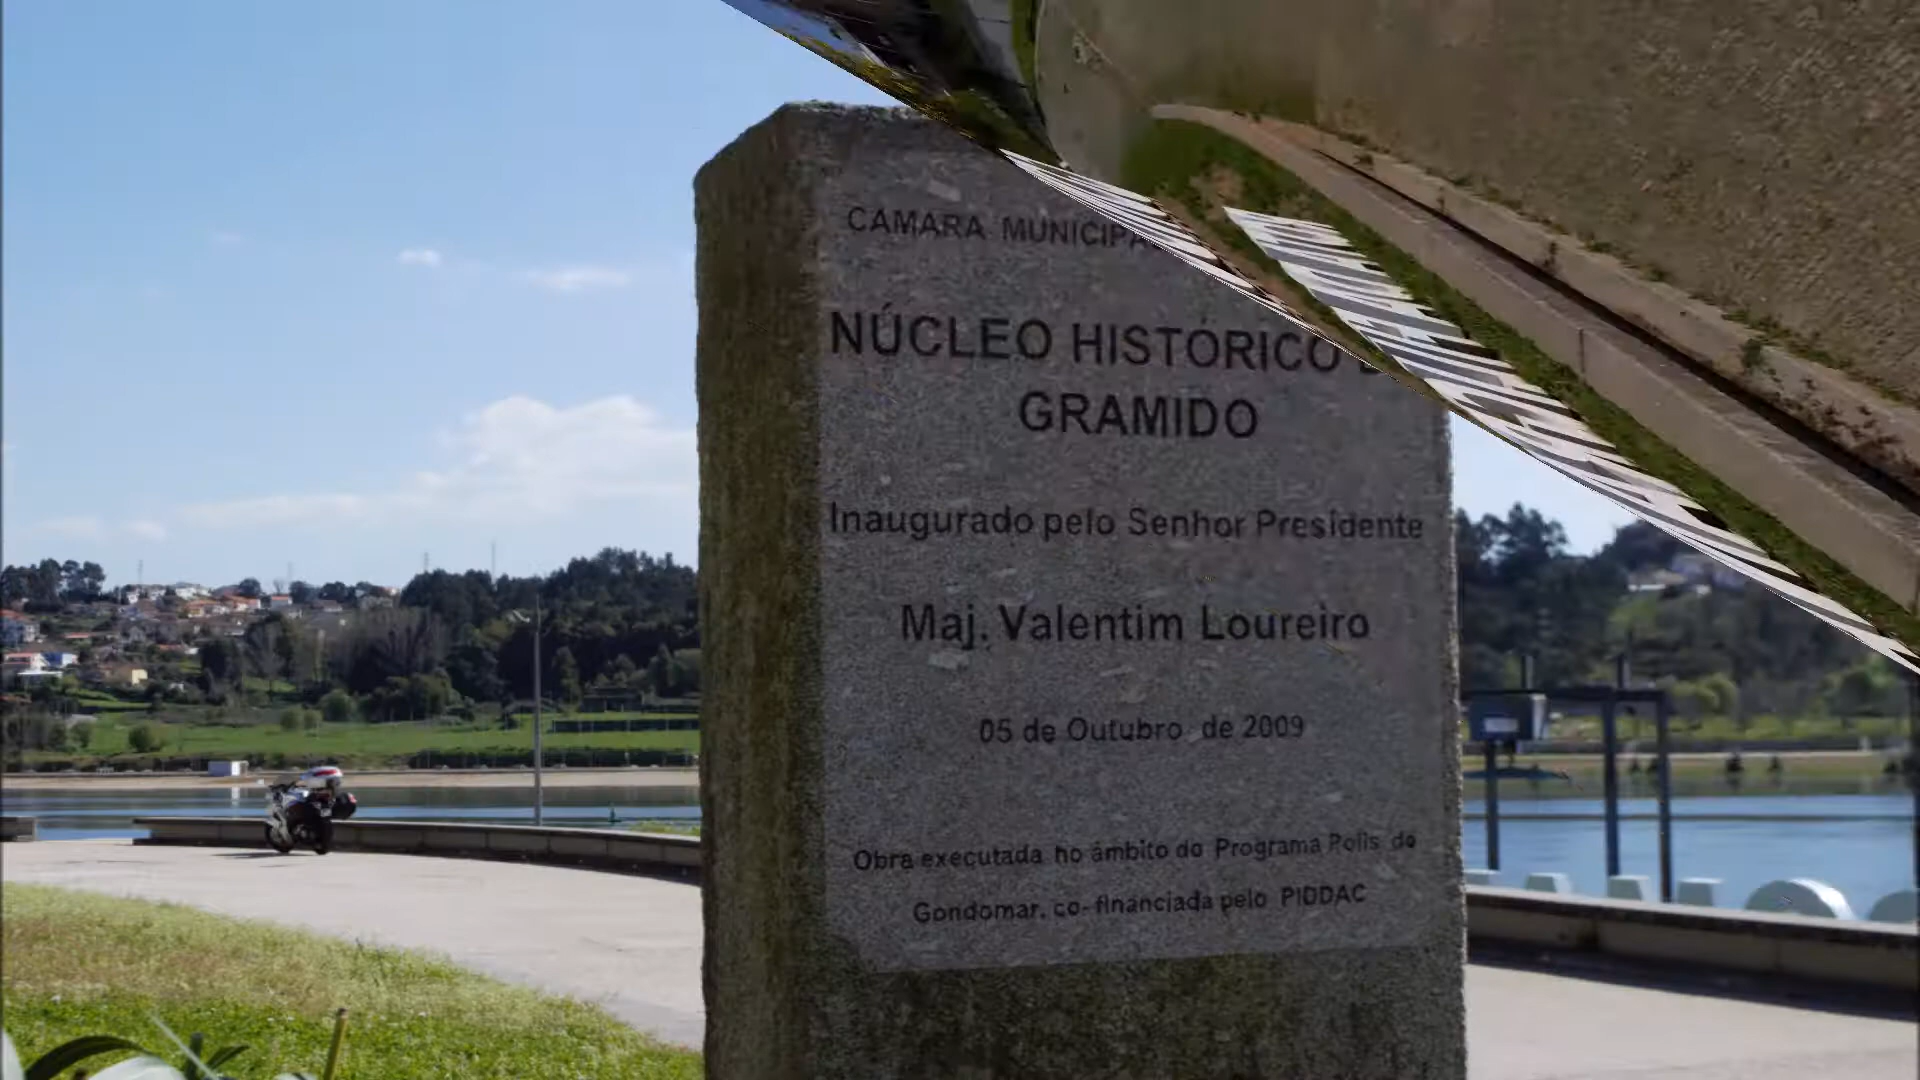 CAMARA MUNICIPA
NÚCLEO HISTÓRICO
GRAMIDO
Inaugurado pelo Senhor Presidente
Maj. Valentim Loureiro
05 de Outubro de 2009
Obra executada no âmbito do Programa Polis de
Gondomar, co-financiada pelo PIDDAC